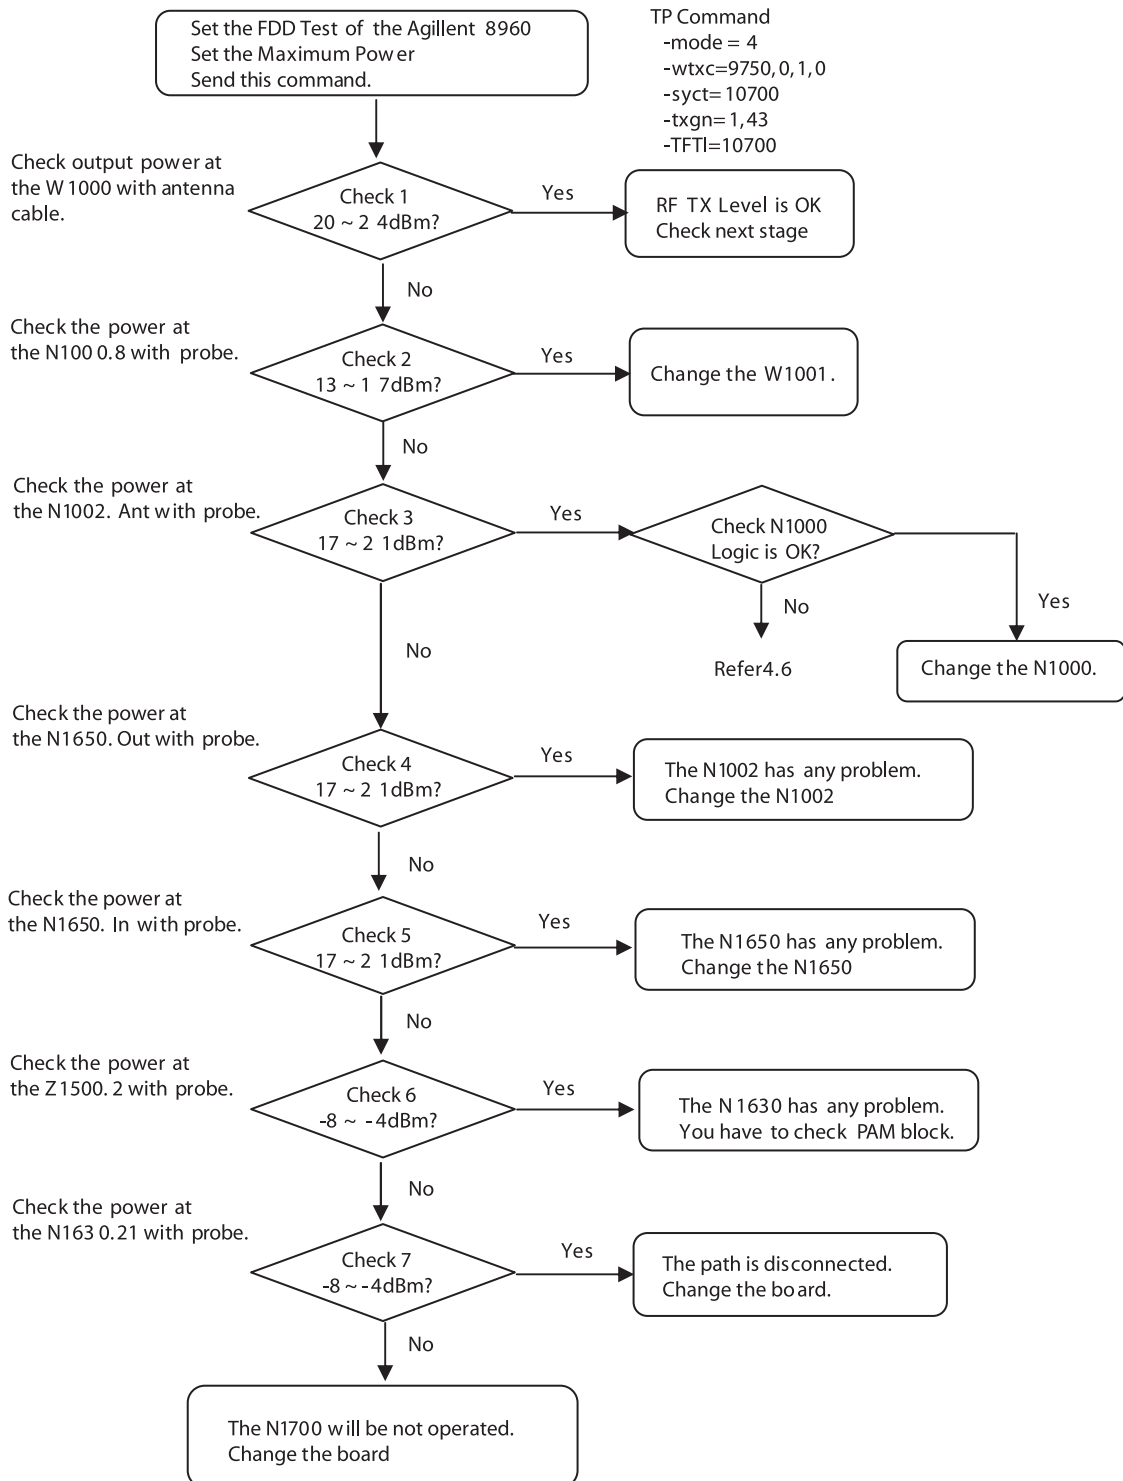 Set the FDD Test of the Agillent 8960
Set the Maximum Power
Send this command.
TP Command
-mode = 4
-wtxc=9750,0,1,0
-syct=10700
-txgn=1,43
-TFTI=10700
Check output power at
the W1000 with antenna
cable.
Check 1
20 ~ 2 4dBm?
Yes
RF TX Level is OK
Check next stage
No
Check the power at
the N100 0.8 with probe.
Check 2
13 ~ 1 7dBm?
Yes
Change the W1001.
No
Check the power at
the N1002. Ant with probe.
Check 3
17 ~ 2 1dBm?
Yes
Check N1000
Logic is OK?
No
Yes
Refer4.6
Change the N1000.
No
Check the power at
the N1650. Out with probe.
Check 4
17 ~ 2 1dBm?
Yes
The N1002 has any problem.
Change the N1002
No
Check the power at
the N1650. In with probe.
Check 5
17 ~ 2 1dBm?
Yes
The N1650 has any problem.
Change the N1650
No
Check the power at
the Z1500. 2 with probe.
Check 6
-8 ~ -4dBm?
Yes
The N1630 has any problem.
You have to check PAM block.
No
Check the power at
the N163 0.21 with probe.
Check 7
-8 ~ -4dBm?
Yes
The path is disconnected.
Change the board.
No
The N1700 will be not operated.
Change the board